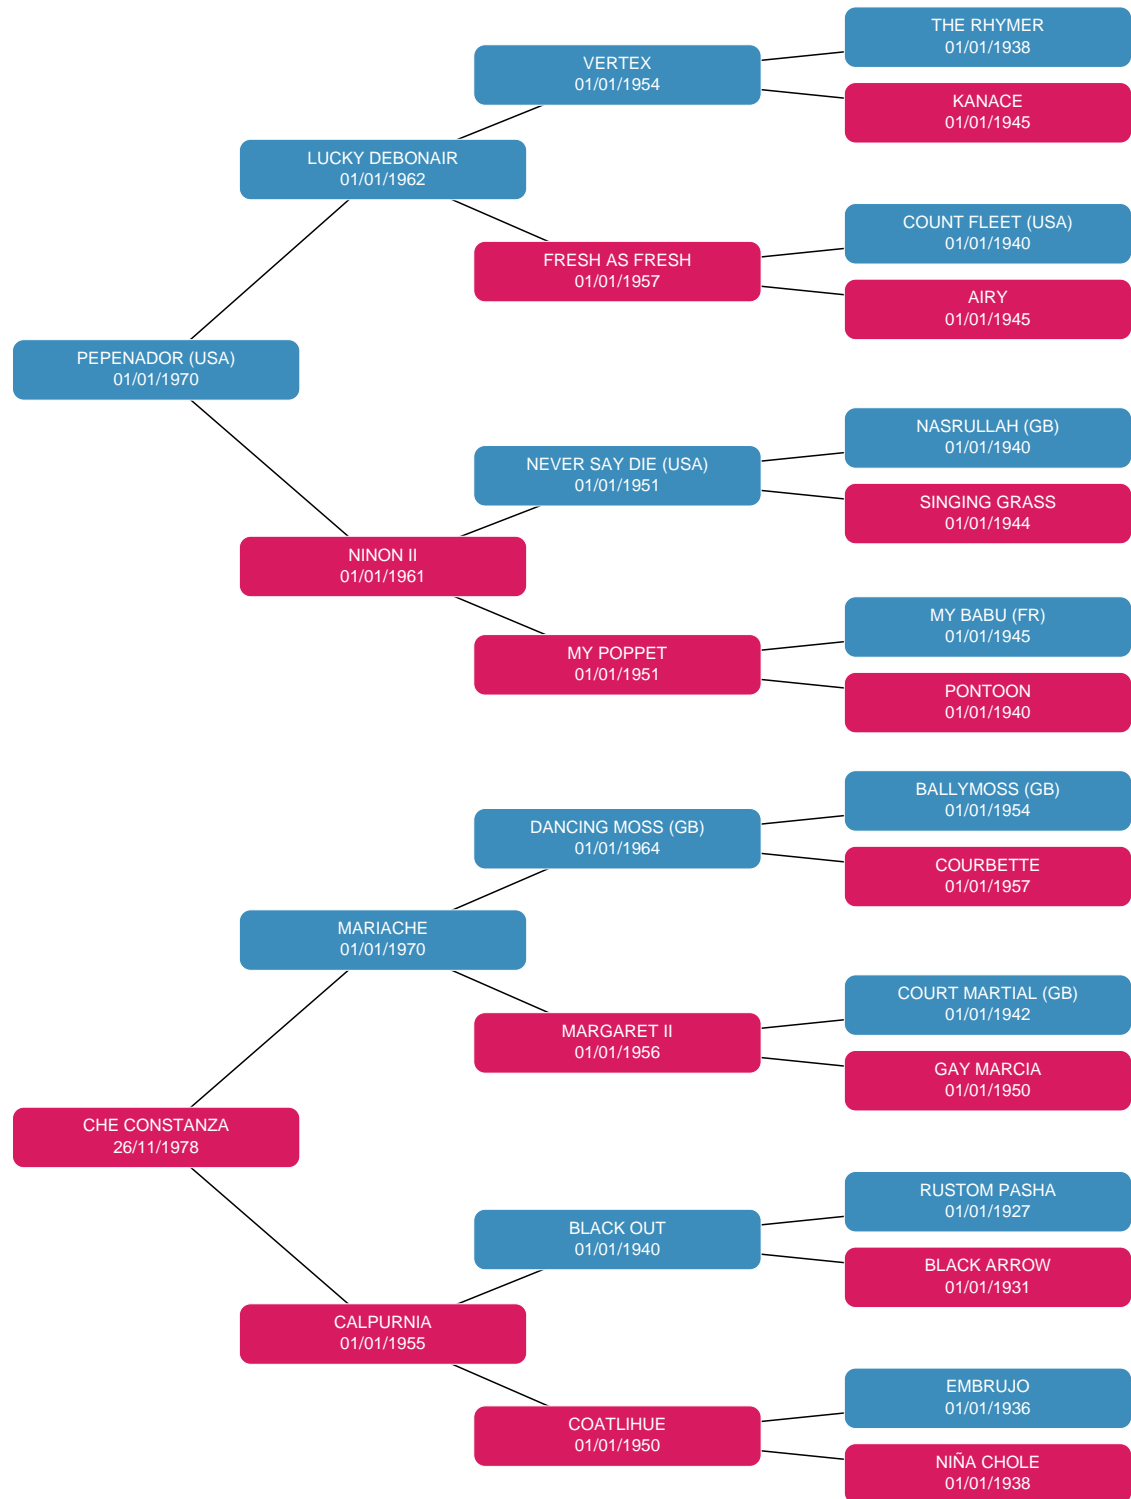 THE RHYMER
01/01/1938
VERTEX
01/01/1954
KANACE
01/01/1945
LUCKY DEBONAIR
01/01/1962
COUNT FLEET (USA)
01/01/1940
FRESH AS FRESH
01/01/1957
AIRY
01/01/1945
PEPENADOR (USA)
01/01/1970
NASRULLAH (GB)
01/01/1940
NEVER SAY DIE (USA)
01/01/1951
SINGING GRASS
01/01/1944
NINON II
01/01/1961
MY BABU (FR)
01/01/1945
MY POPPET
01/01/1951
PONTOON
01/01/1940
BALLYMOSS (GB)
01/01/1954
DANCING MOSS (GB)
01/01/1964
COURBETTE
01/01/1957
MARIACHE
01/01/1970
COURT MARTIAL (GB)
01/01/1942
MARGARET II
01/01/1956
GAY MARCIA
01/01/1950
CHE CONSTANZA
26/11/1978
RUSTOM PASHA
01/01/1927
BLACK OUT
01/01/1940
BLACK ARROW
01/01/1931
CALPURNIA
01/01/1955
EMBRUJO
01/01/1936
COATLIHUE
01/01/1950
NIÑA CHOLE
01/01/1938